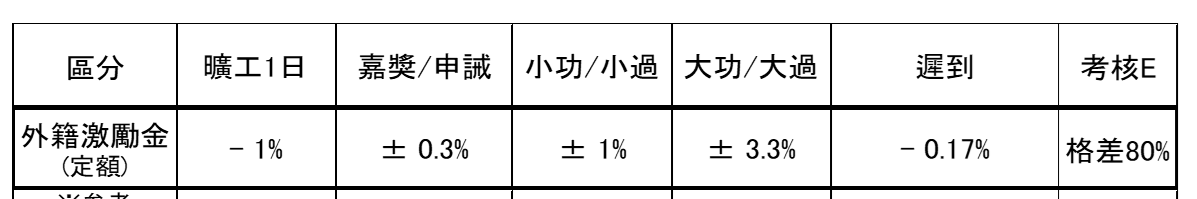 區分 曠工1日 嘉獎/申誡 小功/小過 大功/大過 遲到 考核E
外籍激勵金 - 1% ± 0.3% ± 1% ± 3.3% - 0.17% 格差80%
(定額)